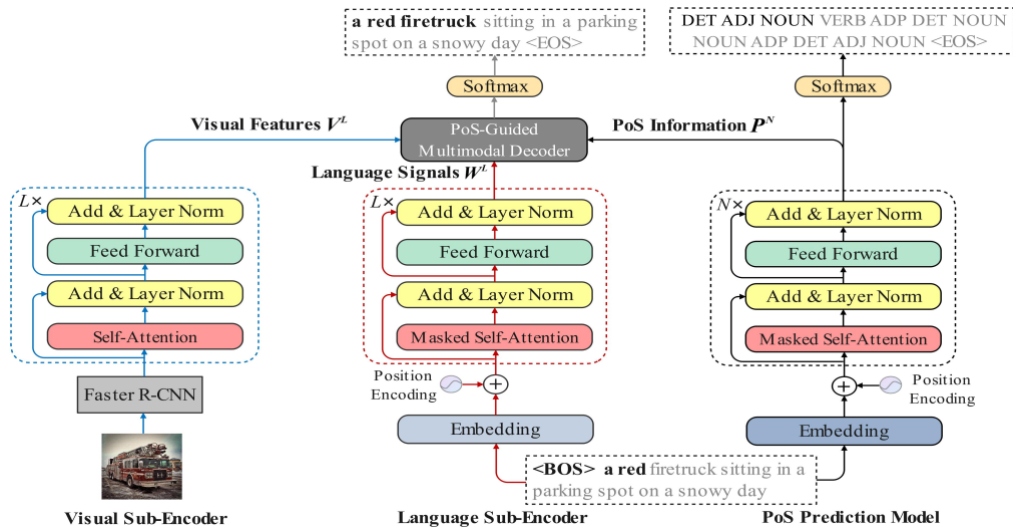 a red firetruck sitting in a parking
spot on a snowy day <EOS>
DET ADJ NOUN VERB ADP DET NOUN
NOUN ADP DET ADJ NOUN <EOS>
Softmax
Softmax
Visual Features V^L
PoS-Guided
Multimodal Decoder
PoS Information P^N
Language Signals W^L
L×
Add & Layer Norm
Feed Forward
Add & Layer Norm
Self-Attention
Faster R-CNN
Visual Sub-Encoder
L×
Add & Layer Norm
Feed Forward
Add & Layer Norm
Masked Self-Attention
Position
Encoding
Embedding
Language Sub-Encoder
N×
Add & Layer Norm
Feed Forward
Add & Layer Norm
Masked Self-Attention
Position
Encoding
Embedding
<BOS> a red firetruck sitting in a
parking spot on a snowy day
PoS Prediction Model